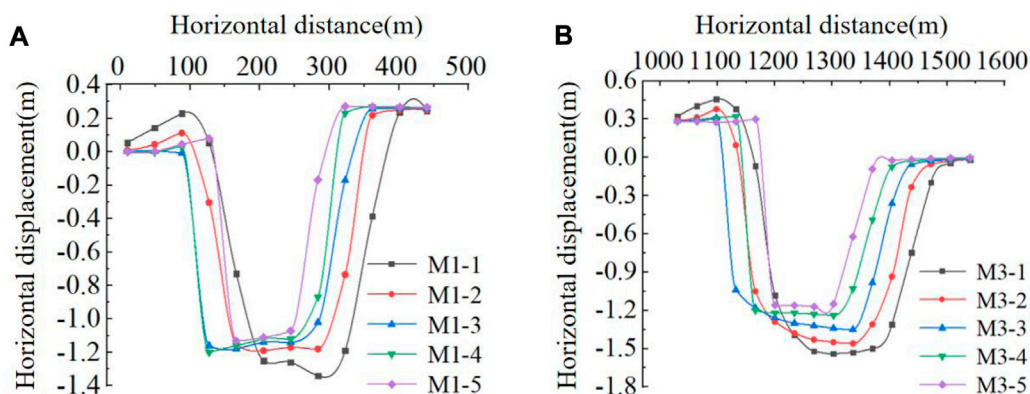 A
Horizontal distance(m)
0 100 200 300 400 500
Horizontal displacement(m)
0.4
0.2
0.0
-0.2
-0.4
-0.6
-0.8
-1.0
-1.2
-1.4
M1-1
M1-2
M1-3
M1-4
M1-5
B
Horizontal distance(m)
1000 1100 1200 1300 1400 1500 1600
Horizontal displacement(m)
0.6
0.3
0.0
-0.3
-0.6
-0.9
-1.2
-1.5
-1.8
M3-1
M3-2
M3-3
M3-4
M3-5